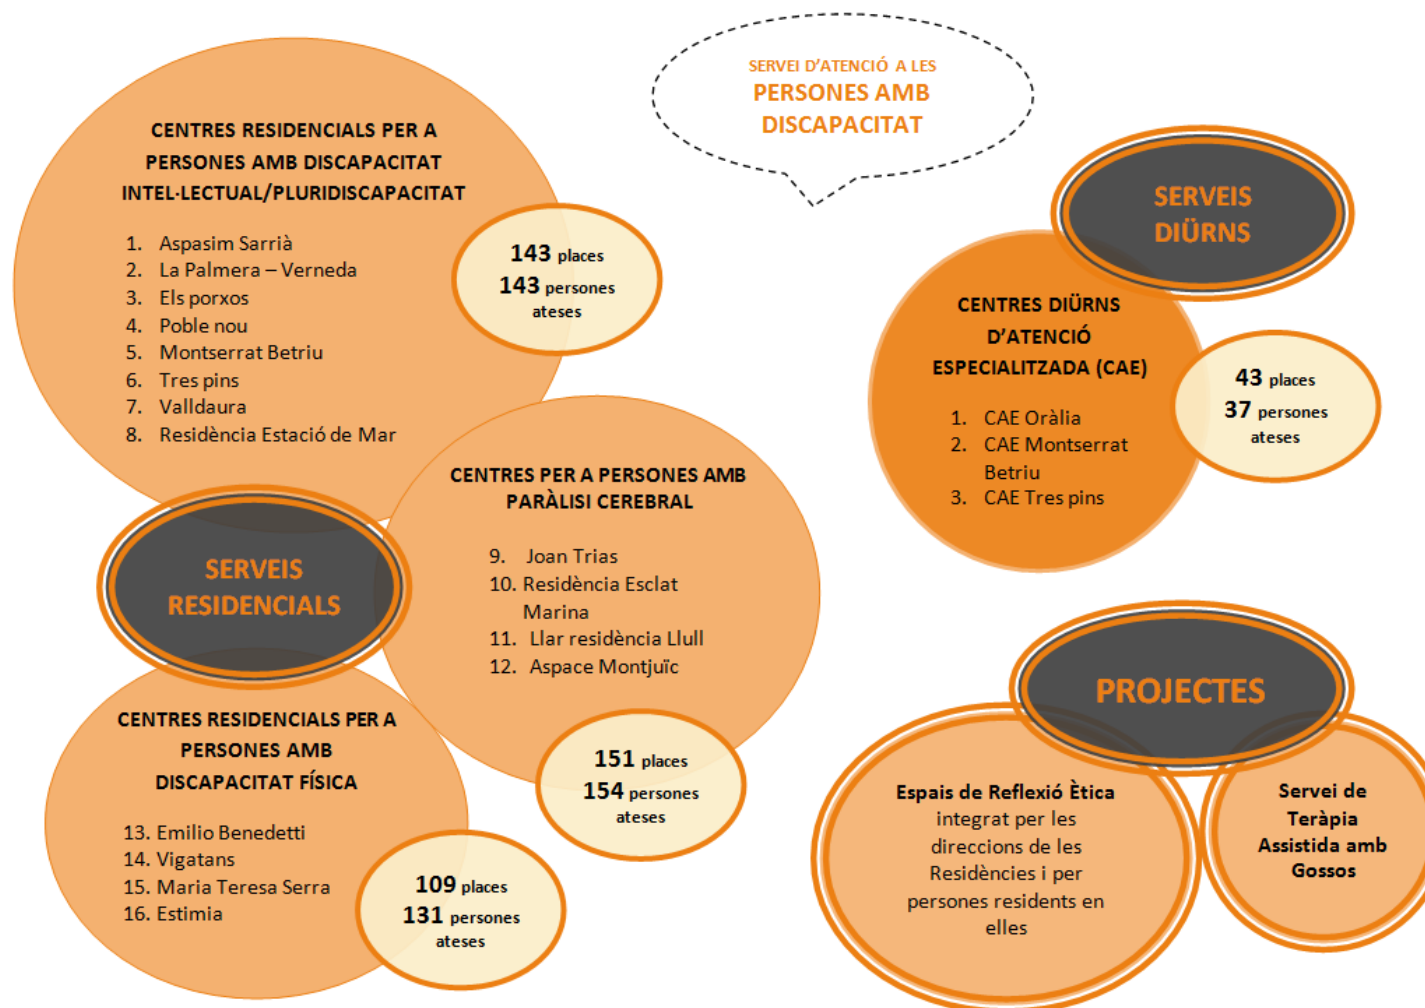 SERVEI D'ATENCIÓ A LES
PERSONES AMB
DISCAPACITAT
CENTRES RESIDENCIALS PER A
PERSONES AMB DISCAPACITAT
INTEL·LECTUAL/PLURIDISCAPACITAT
1. Aspasim Sarrià
2. La Palmera – Verneda
3. Els porxos
4. Poble nou
5. Montserrat Betriu
6. Tres pins
7. Valldaura
8. Residència Estació de Mar
143 places
143 persones
ateses
SERVEIS
RESIDENCIALS
CENTRES PER A PERSONES AMB
PARÀLISI CEREBRAL
9. Joan Trias
10. Residència Esclat
Marina
11. Llar residència Llull
12. Aspace Montjuïc
151 places
154 persones
ateses
CENTRES RESIDENCIALS PER A
PERSONES AMB
DISCAPACITAT FÍSICA
13. Emilio Benedetti
14. Vigatans
15. Maria Teresa Serra
16. Estimia
109 places
131 persones
ateses
SERVEIS
DIÜRNS
CENTRES DIÜRNS
D'ATENCIÓ
ESPECIALITZADA (CAE)
1. CAE Oràlia
2. CAE Montserrat
Betriu
3. CAE Tres pins
43 places
37 persones
ateses
PROJECTES
Espais de Reflexió Ètica
integrat per les
direccions de les
Residències i per
persones residents en
elles
Servei de
Teràpia
Assistida amb
Gossos